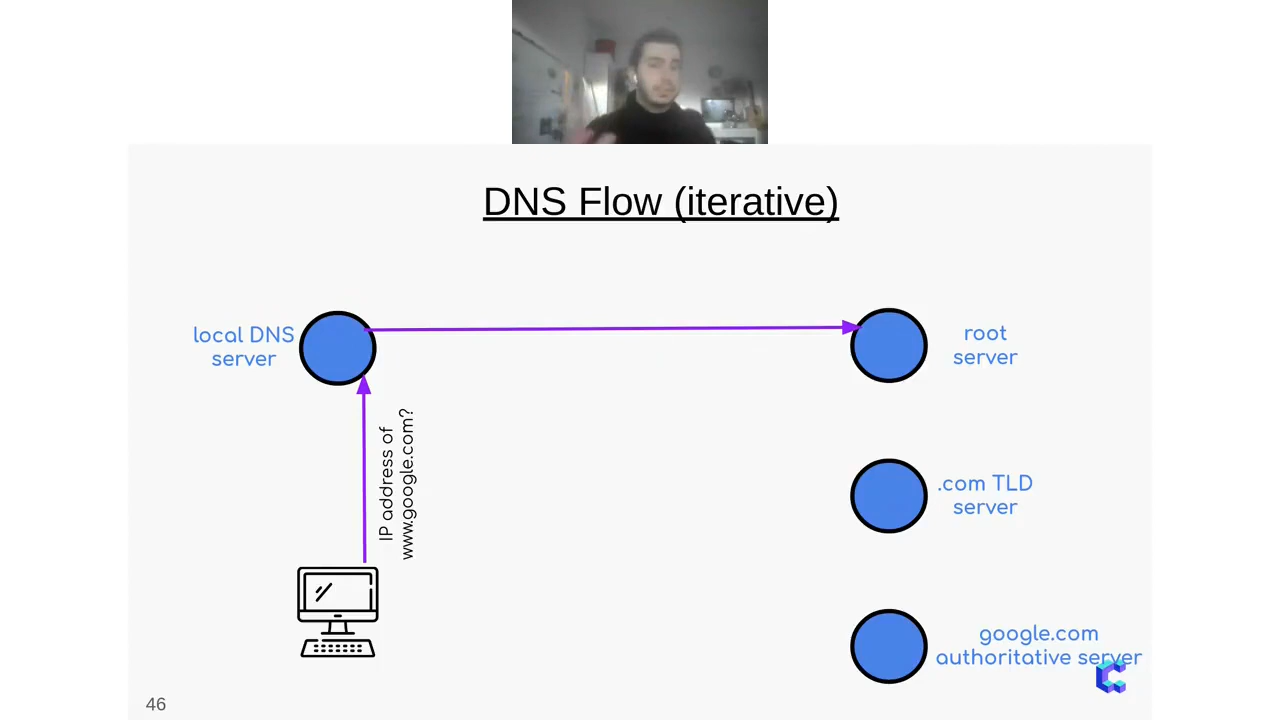 DNS Flow (iterative)
local DNS
server
root
server
IP address of
www.google.com?
.com TLD
server
google.com
authoritative server
46